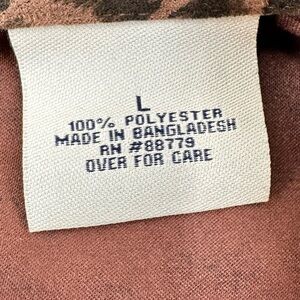 L
100% POLYESTER
MADE IN BANGLADESH
RN #88779
OVER FOR CARE